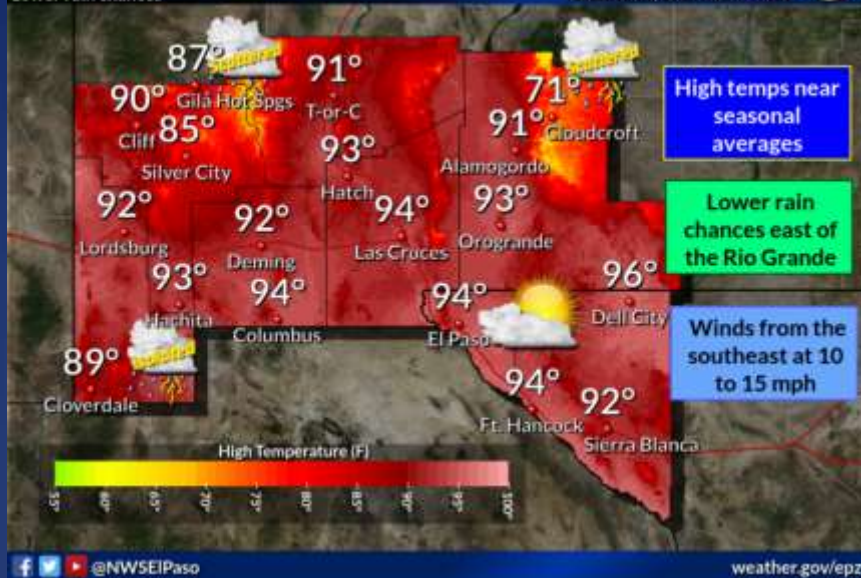 87°
Scattered
Gila Hot Spgs
91°
T-or-C
Scattered
71°
Cloudcroft
High temps near
seasonal
averages
90°
Cliff
85°
Silver City
91°
Alamogordo
93°
Hatch
92°
Lordsburg
92°
Deming
94°
Las Cruces
93°
Orogrande
Lower rain
chances east of
the Rio Grande
93°
Hachita
94°
Columbus
94°
El Paso
96°
Dell City
Winds from the
southeast at 10
to 15 mph
89°
Cloverdale
Isolated
94°
Ft. Hancock
92°
Sierra Blanca
High Temperature (F)
55° 60° 65° 70° 75° 80° 85° 90° 95° 100°
@NWSElPaso
weather.gov/epz